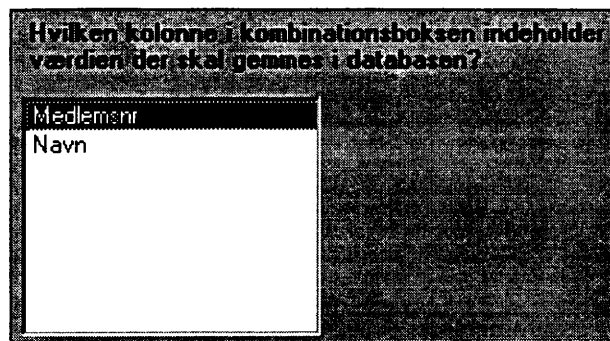 Hvilken kolonne i kombinationsboksen indeholder
værdien der skal gemmes i databasen?
Medlemsnr
Navn